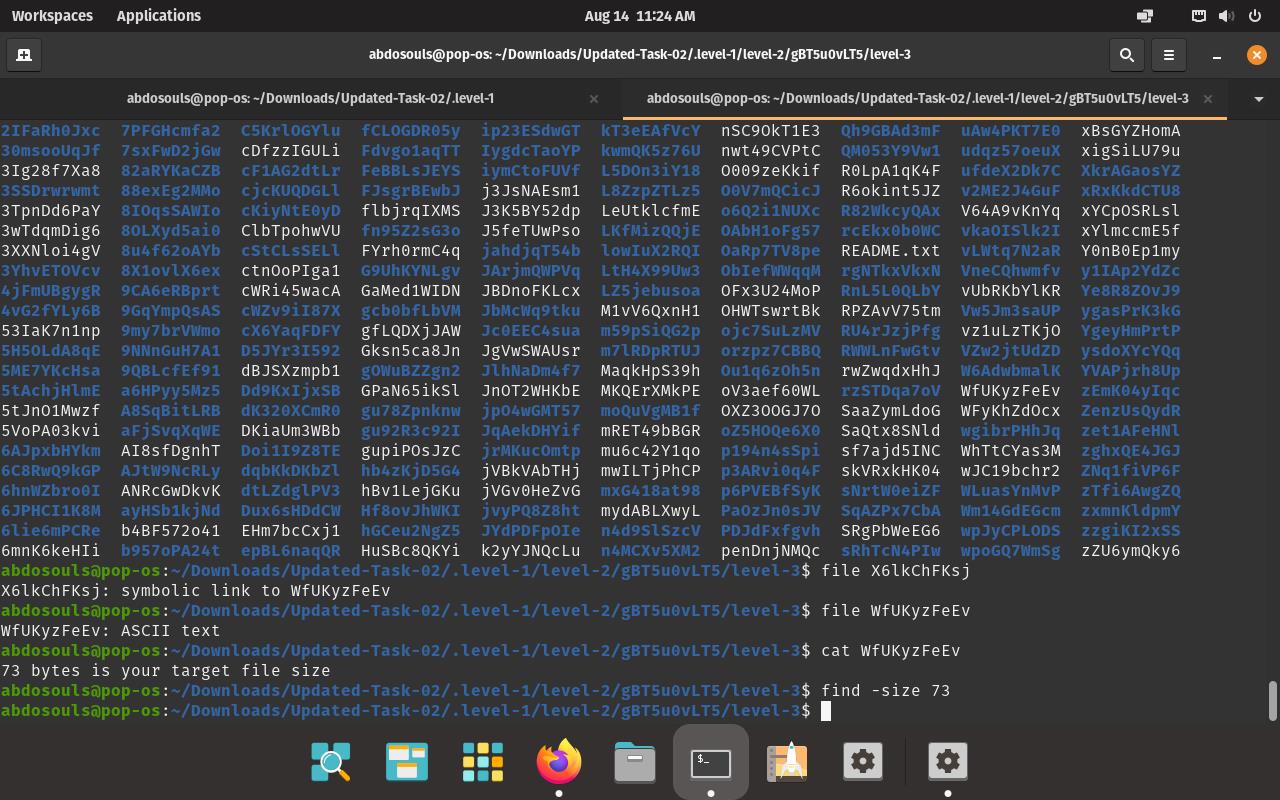 Workspaces Applications Aug 14 11:24 AM
abdosouls@pop-os: ~/Downloads/Updated-Task-02/.level-1/level-2/gBT5u0vLT5/level-3
abdosouls@pop-os: ~/Downloads/Updated-Task-02/.level-1 abdosouls@pop-os: ~/Downloads/Updated-Task-02/.level-1/level-2/gBT5u0vLT5/level-3
2IFaRh0Jxc 7PFGHcmfa2 C5KrlOGYlu fCLOGDR05y ip23ESdwGT kT3eEAfVcY nSC9OkT1E3 Qh9GBAd3mF uAw4PKT7E0 xBsGYZHomA
30msooUqJf 7sxFwD2jGw cDfzzIGULi Fdvgo1aqTT IygdcTaoYP kwmQK5z76U nwt49CVPtC QM053Y9Vw1 udqz57oeuX xigSiLU79u
3Ig28f7Xa8 82aRYKaCZB cF1AG2dtLr FeBBLsJEYS iymCtoFUVf L5DOn3iY18 O009zeKkif R0LpA1qK4F ufdeX2Dk7C XkrAGaosYZ
3SSDrwrwmt 88exEg2MMo cjcKUQDGLl FJsgrBEwbJ j3JsNAEsm1 L8ZzpZTLz5 O0V7mQCicJ R6okint5JZ v2ME2J4GuF xRxKkdCTU8
3TpnDd6PaY 8IOqsSAWIo cKiyNtE0yD flbjrqIXMS J3K5BY52dp LeUtklcfmE o6Q2i1NUXc R82WkcyQAx V64A9vKnYq xYCpOSRLsl
3wTdqmDig6 8OLXyd5ai0 ClbTpohwVU fn95Z2sG3o J5feTUwPso LKfMizQQjE OAbH1oFg57 rcEkx0b0WC vkaOISlk2I xYlmccmE5f
3XXNloi4gV 8u4f62oAYb cStCLsSELl FYrh0rmC4q jahdjqT54b lowIuX2RQI OaRp7TV8pe README.txt vLWtq7N2aR Y0nB0Ep1my
3YhvETOVcv 8X1ovlX6ex ctnOoPIga1 G9UhKYNLgv JArjmQWPVq LtH4X99Uw3 ObIefWWqqM rgNTkxVkxN VneCQhwmfv y1IAp2YdZc
4jFmUBgygR 9CA6eRBprt cWRi45wacA GaMed1WIDN JBDnoFKLcx LZ5jebusoa OFx3U24MoP RnL5L0QLbY vUbRKbYlKR Ye8R8ZOvJ9
4vG2fYLy6B 9GqYmpQsAS cWZv9iI87X gcb0bfLbVM JbMcWq9tku M1vV6QxnH1 OHWTswrtBk RPZAvV75tm Vw5Jm3saUP ygasPrK3kG
53IaK7n1np 9my7brVWmo cX6YaqFDFY gfLQDXjJAW Jc0EEC4sua m59pSiQG2p ojc7SuLzMV RU4rJzjPfg vz1uLzTKjO YgeyHmPrtP
5H5OLdA8qE 9NNnGuH7A1 D5JYr3I592 Gksn5ca8Jn JgVwSWAUsr m7lRDpRTUJ orzpz7CBBQ RWWLnFwGtv VZw2jtUdZD ysdoXYcYQq
5ME7YKcHsa 9QBLcfEf91 dBJSXzmpb1 gOWuBZZgn2 JlhNaDm4f7 MaqkHpS39h Ou1q6zOh5n rwZwqdxHhJ W6AdwbmalK YVAPjrh8Up
5tAchjHlmE a6HPyy5Mz5 Dd9KxIjxSB GPaN65ikSl JnOT2WHKbE MKQErXMkPE oV3aef60WL rzSTDqa7oV WfUKyzFeEv zEmK04yIqc
5tJnO1Mwzf A8SqBitLRB dK320XCmR0 gu78Zpnknw jpO4wGMT57 moQuVgMB1f OXZ3OOGJ7O SaaZymLdoG WFyKhZdOcx ZenzUsQydR
5VoPA03kvi aFjSvqXqWE DKiaUm3WBb gu92R3c92I JqAekDHYif mRET49bBGR oZ5HOQe6X0 SaQtx8SNld wgibrPHhJq zet1AFeHNl
6AJpxbHYkm AI8sfDgnhT Doi1I9Z8TE gupiPOsJzC jrMKucOmtp mu6c42Y1qo p194n4sSpi sf7ajd5INC WhTtCYas3M zghxQE4JGJ
6C8RwQ9kGP AJtW9NcRLy dqbKkDKbZl hb4zKjD5G4 jVBkVAbTHj mwILTjPhCP p3ARvi0q4F skVRxkHK04 wJC19bchr2 ZNq1fiVP6F
6hnWZbro0I ANRcGwDkvK dtLZdglPV3 hBv1LejGKu jVGv0HeZvG mxG418at98 p6PVEBfSyK sNrtW0eiZF WLuasYnMvP zTfi6AwgZQ
6JPHCI1K8M ayHSb1kjNd Dux6sHDdCW Hf8ovJhWKI jvyPQ8Z8ht mydABLXwyL PaOzJn0sJV SqAZPx7CbA Wm14GdEGcm zxmnKldpmY
6lie6mPCRe b4BF572o41 EHm7bcCxj1 hGCeu2NgZ5 JYdPDFpOIe n4d9SlSzcV PDJdFxfgvh SRgPbWeEG6 wpJyCPLODS zzgiKI2xSS
6mnK6keHIi b957oPA24t epBL6naqQR HuSBc8QKYi k2yYJNQcLu n4MCXv5XM2 penDnjNMQc sRhTcN4PIw wpoGQ7WmSg zZU6ymQky6
abdosouls@pop-os:~/Downloads/Updated-Task-02/.level-1/level-2/gBT5u0vLT5/level-3$ file X6lkChFKsj
X6lkChFKsj: symbolic link to WfUKyzFeEv
abdosouls@pop-os:~/Downloads/Updated-Task-02/.level-1/level-2/gBT5u0vLT5/level-3$ file WfUKyzFeEv
WfUKyzFeEv: ASCII text
abdosouls@pop-os:~/Downloads/Updated-Task-02/.level-1/level-2/gBT5u0vLT5/level-3$ cat WfUKyzFeEv
73 bytes is your target file size
abdosouls@pop-os:~/Downloads/Updated-Task-02/.level-1/level-2/gBT5u0vLT5/level-3$ find -size 73
abdosouls@pop-os:~/Downloads/Updated-Task-02/.level-1/level-2/gBT5u0vLT5/level-3$
$_